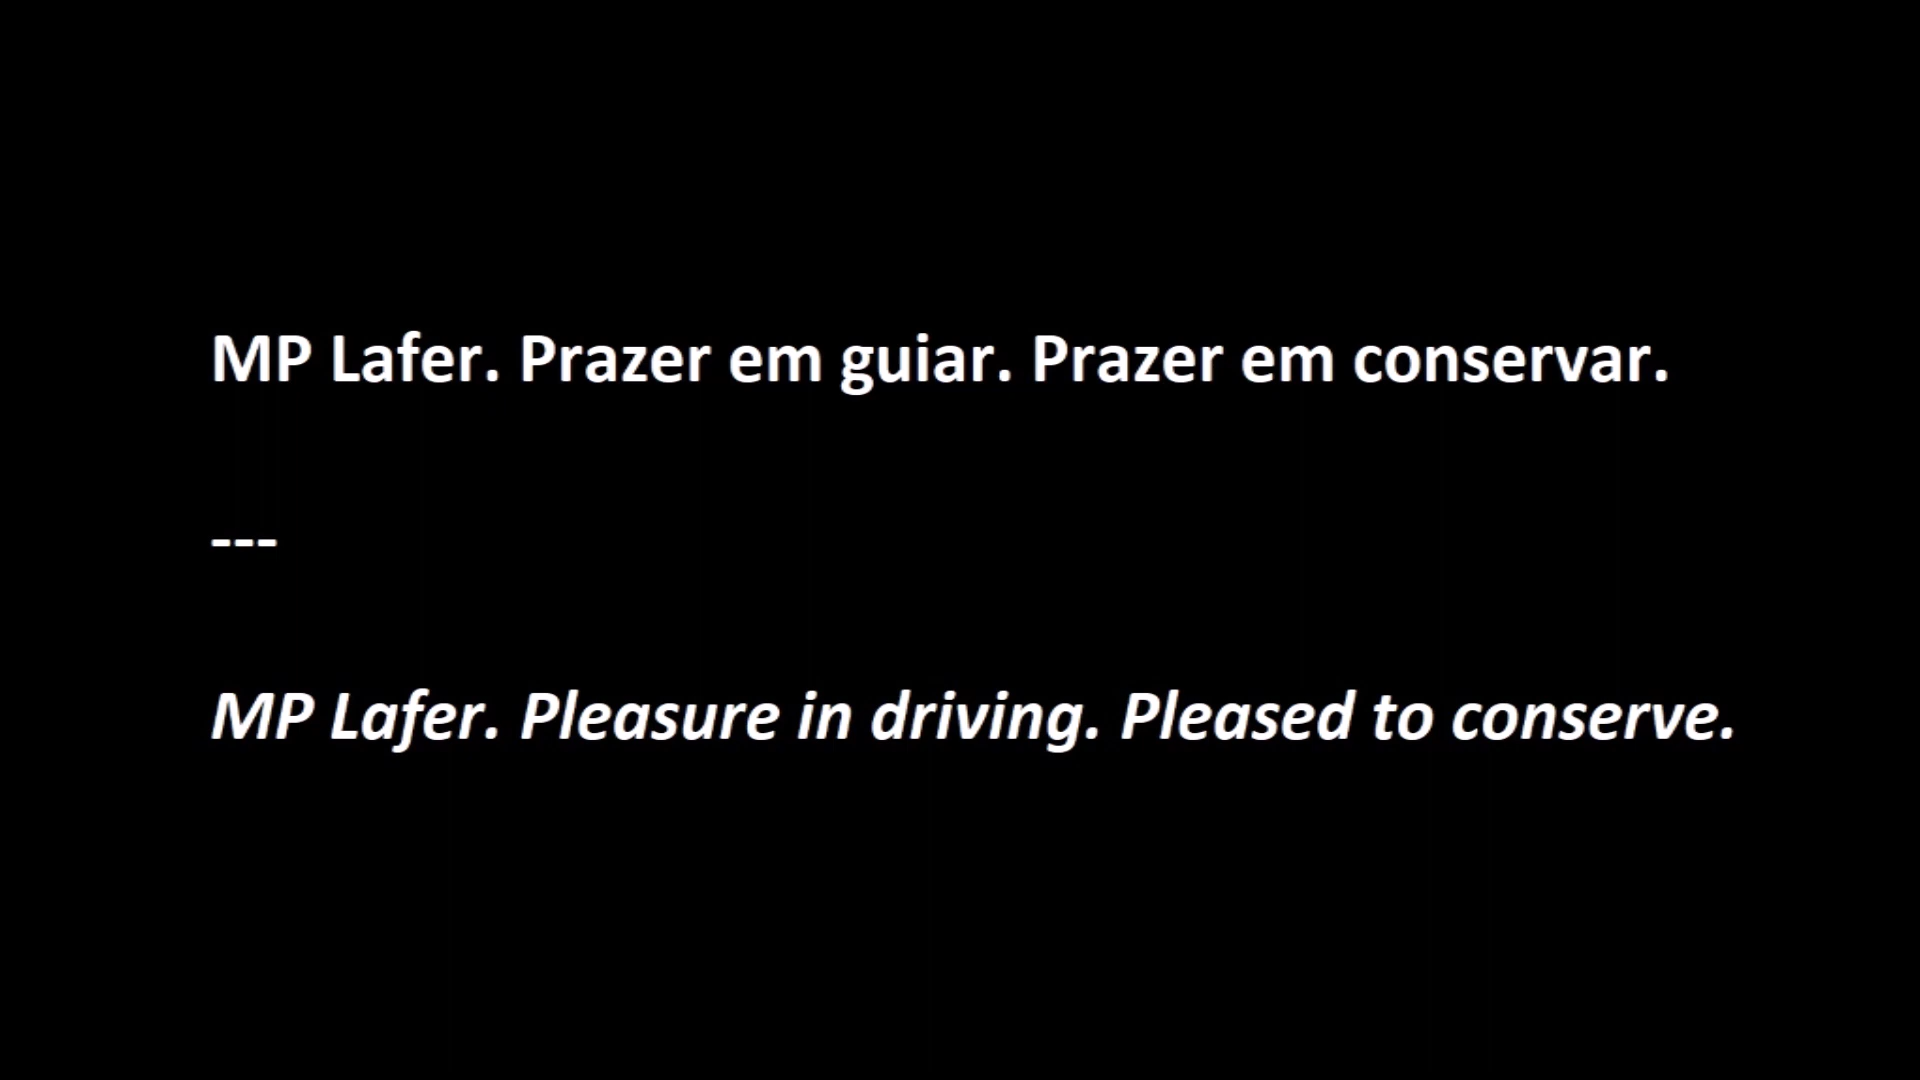 MP Lafer. Prazer em guiar. Prazer em conservar.
---
MP Lafer. Pleasure in driving. Pleased to conserve.